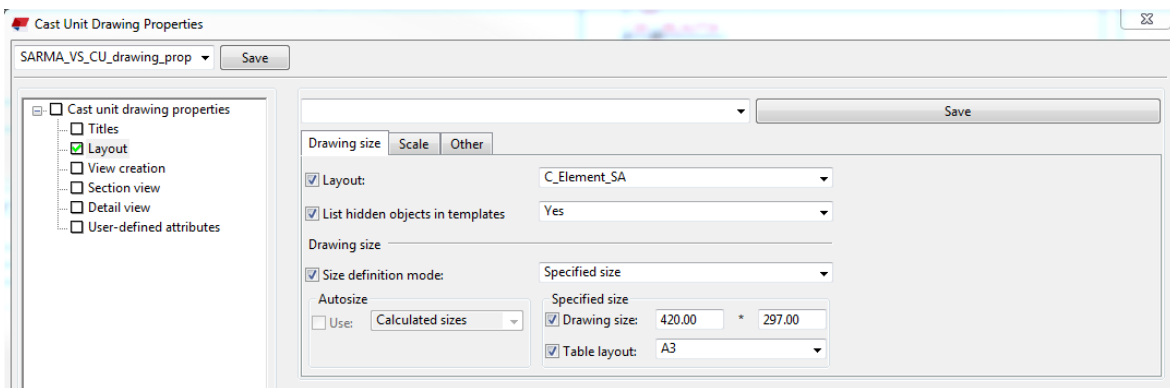 Cast Unit Drawing Properties
SARMA_VS_CU_drawing_prop Save
Cast unit drawing properties
Titles
Layout
View creation
Section view
Detail view
User-defined attributes
Save
Drawing size Scale Other
Layout: C_Element_SA
List hidden objects in templates Yes
Drawing size
Size definition mode: Specified size
Autosize
Use: Calculated sizes
Specified size
Drawing size: 420.00 * 297.00
Table layout: A3